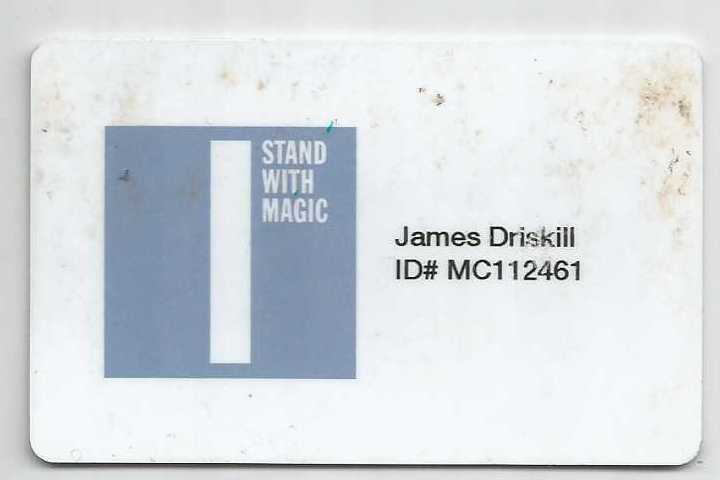 STAND
WITH
MAGIC
James Driskill
ID# MC112461